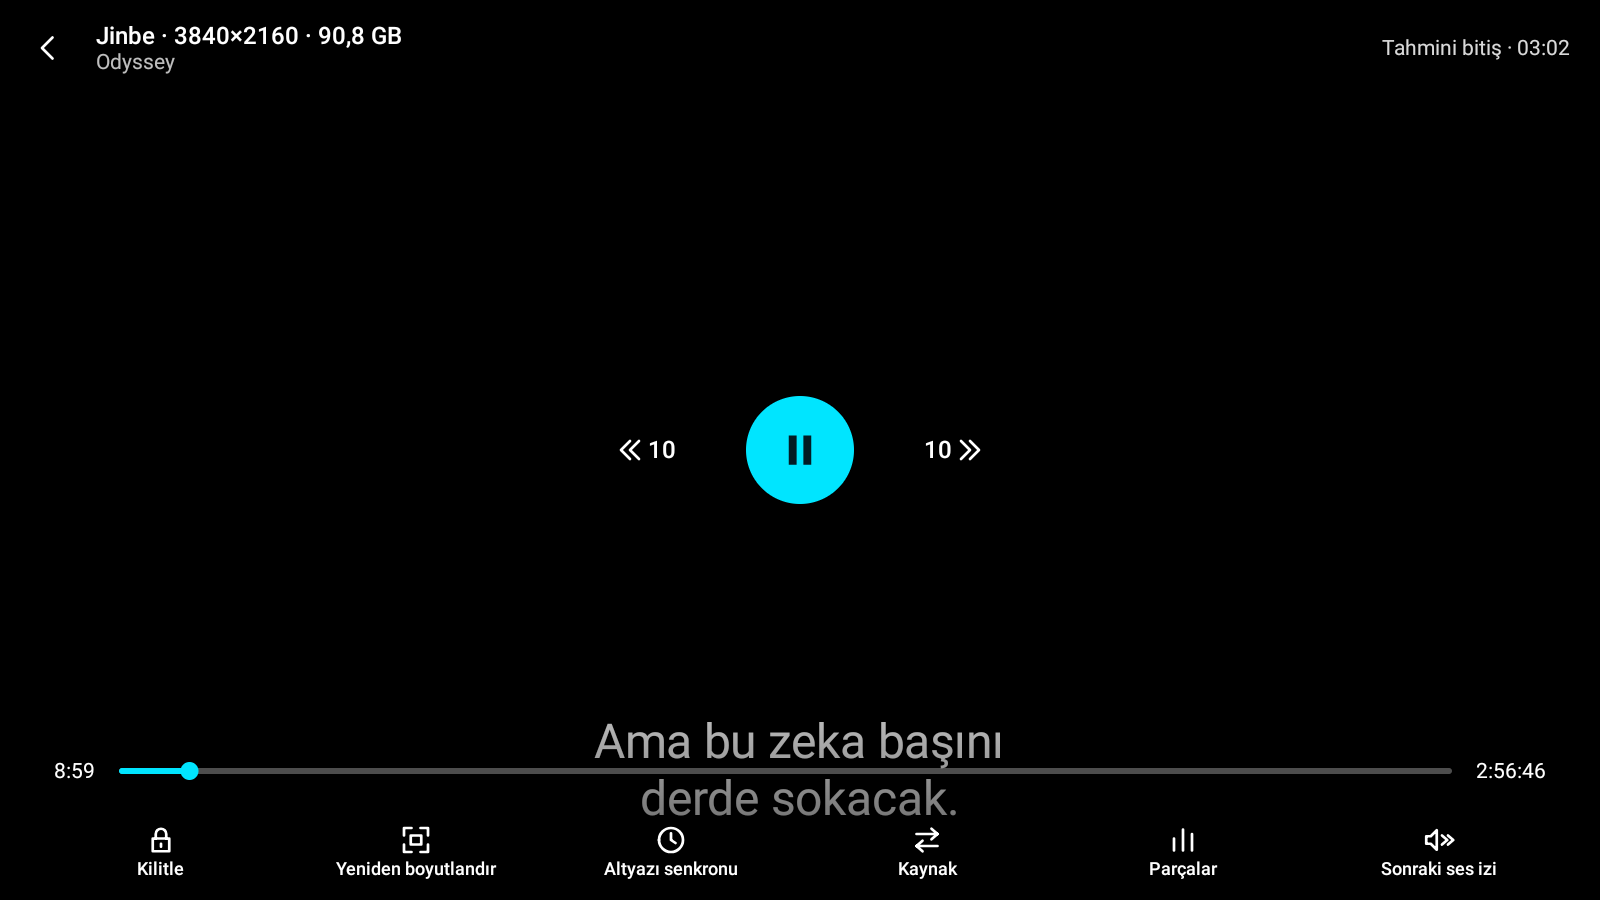 Jinbe · 3840×2160 · 90,8 GB
Odyssey
Tahmini bitiş · 03:02
10
10
Ama bu zeka başını
8:59
2:56:46
derde sokacak.
Kilitle
Yeniden boyutlandır
Altyazı senkronu
Kaynak
Parçalar
Sonraki ses izi